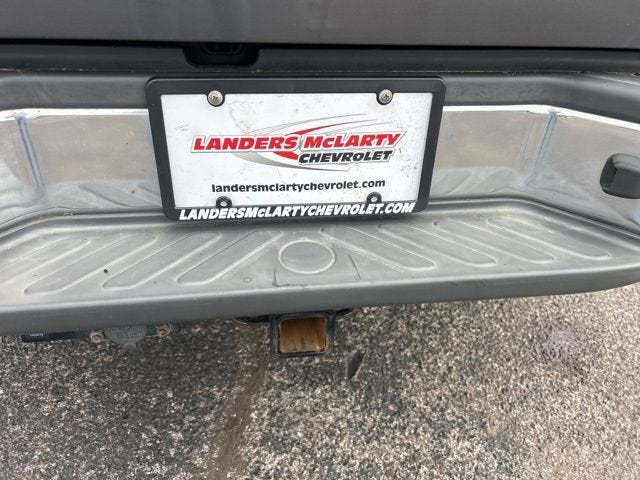 LANDERS McLARTY
CHEVROLET
landersmclartychevrolet.com
LANDERSMcLARTYCHEVROLET.COM